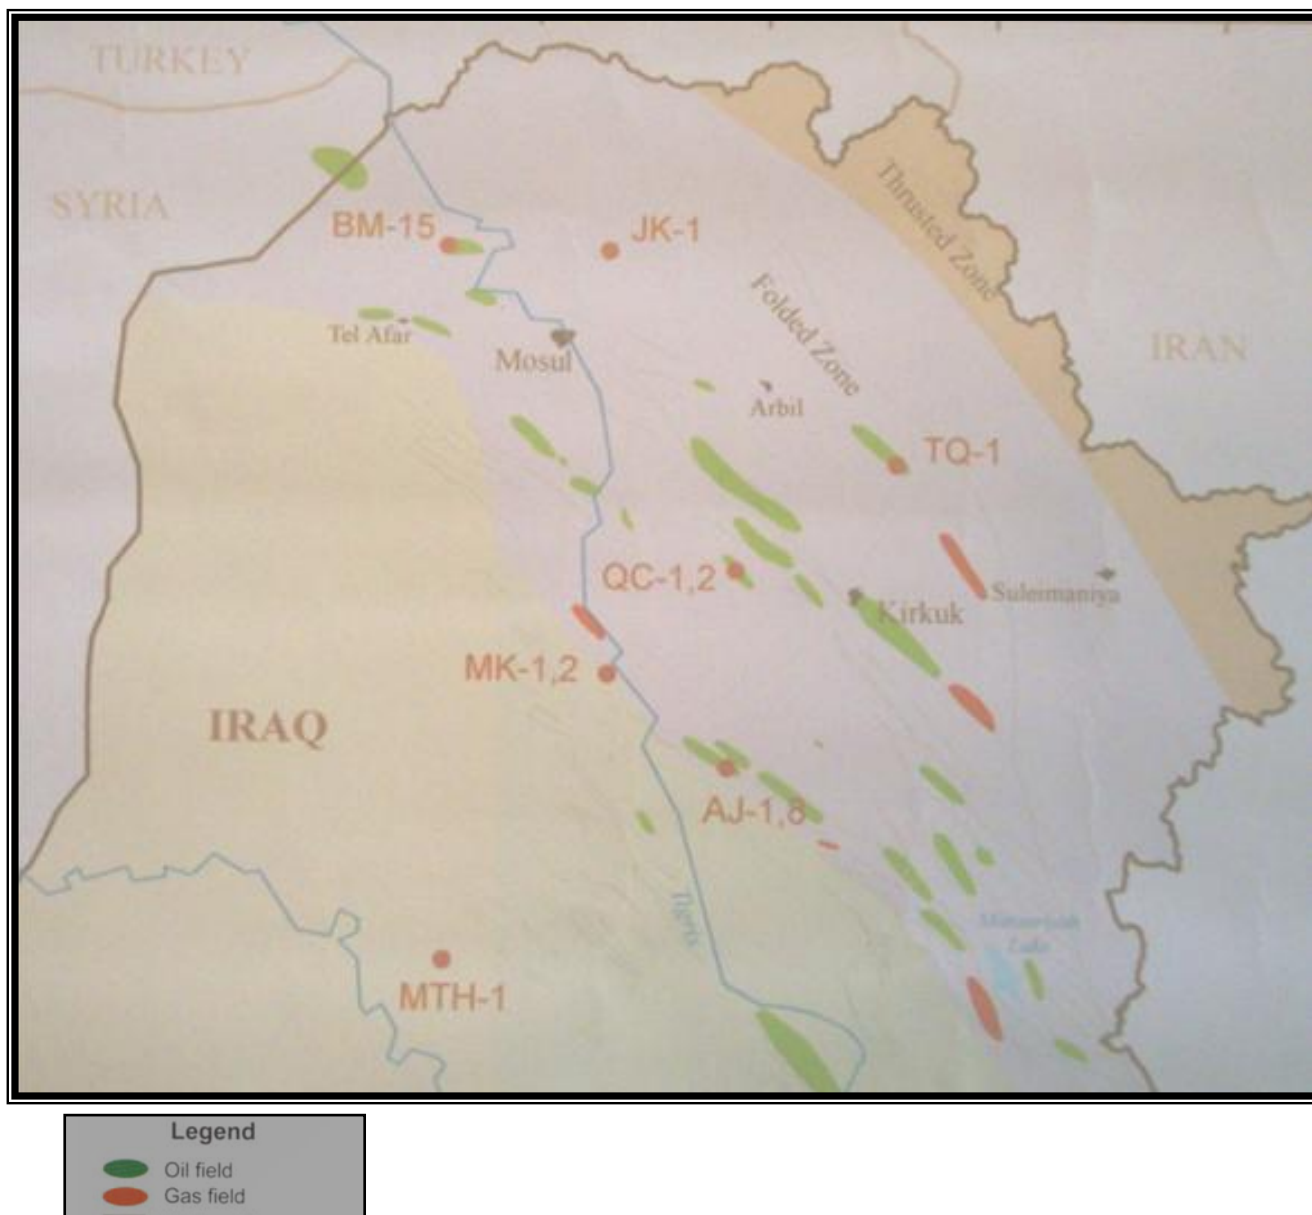 TURKEY
SYRIA
BM-15
JK-1
Thrusted Zone
Folded Zone
IRAN
Tel Afar
Mosul
Arbil
TQ-1
QC-1,2
Kirkuk
Suleimaniya
MK-1,2
IRAQ
AJ-1,8
Tigris
Lake
MTH-1
Legend
Oil field
Gas field